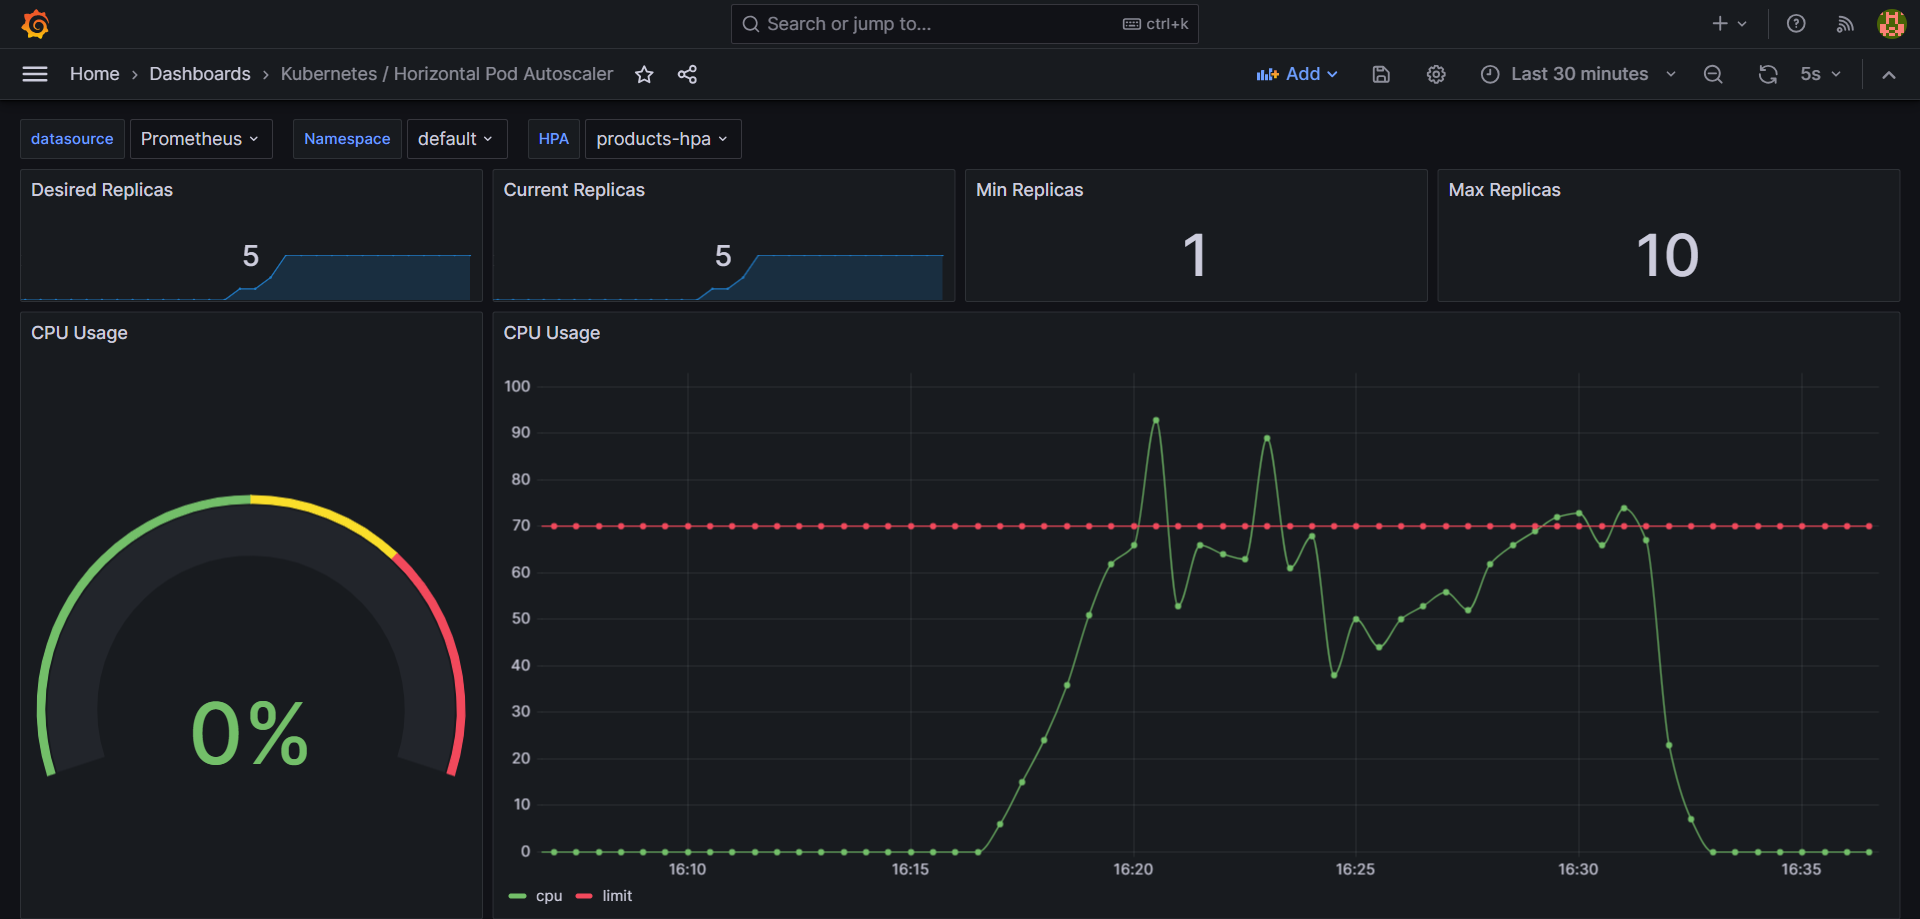 Search or jump to...
ctrl+k
Home › Dashboards › Kubernetes / Horizontal Pod Autoscaler
Add
Last 30 minutes
5s
datasource
Prometheus
Namespace
default
HPA
products-hpa
Desired Replicas
5
Current Replicas
5
Min Replicas
1
Max Replicas
10
CPU Usage
0%
CPU Usage
100
90
80
70
60
50
40
30
20
10
0
16:10
16:15
16:20
16:25
16:30
16:35
cpu
limit